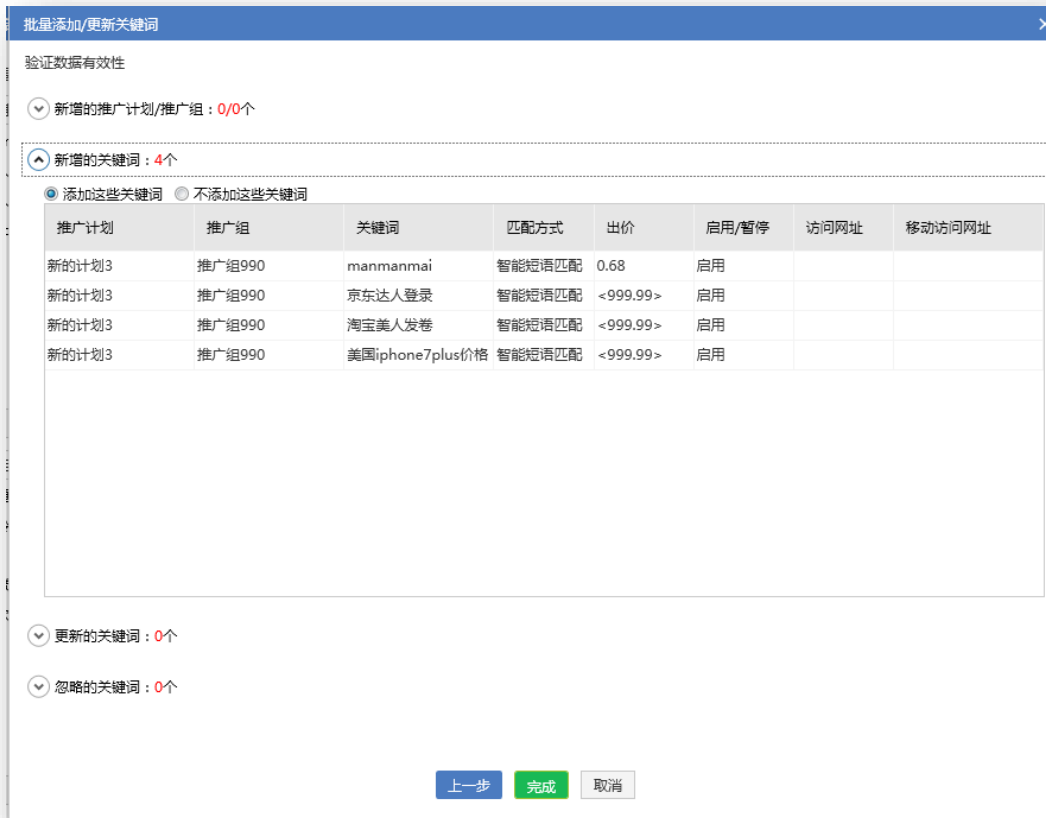 批量添加/更新关键词
验证数据有效性
新增的推广计划/推广组：0/0个
新增的关键词：4个
添加这些关键词 不添加这些关键词
推广计划 推广组 关键词 匹配方式 出价 启用/暂停 访问网址 移动访问网址
新的计划3 推广组990 manmanmai 智能短语匹配 0.68 启用
新的计划3 推广组990 京东达人登录 智能短语匹配 <999.99> 启用
新的计划3 推广组990 淘宝美人发卷 智能短语匹配 <999.99> 启用
新的计划3 推广组990 美国iphone7plus价格 智能短语匹配 <999.99> 启用
更新的关键词：0个
忽略的关键词：0个
上一步 完成 取消